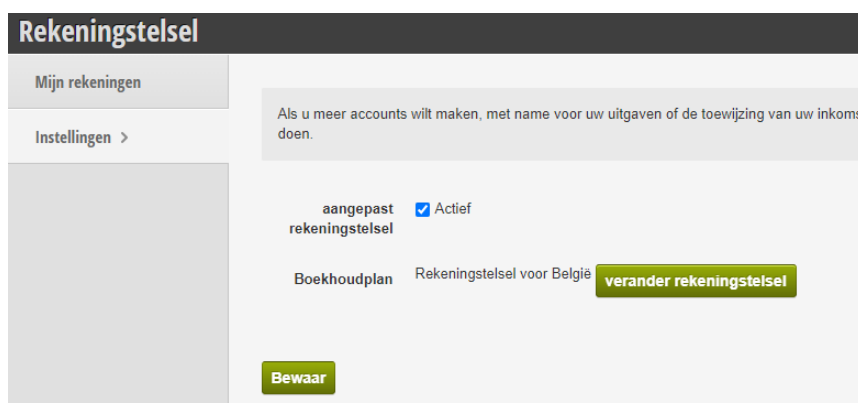 Rekeningstelsel
Mijn rekeningen
Instellingen >
Als u meer accounts wilt maken, met name voor uw uitgaven of de toewijzing van uw
doen.
aangepast
rekeningstelsel
Actief
Boekhoudplan
Rekeningstelsel voor België
verander rekeningstelsel
Bewaar